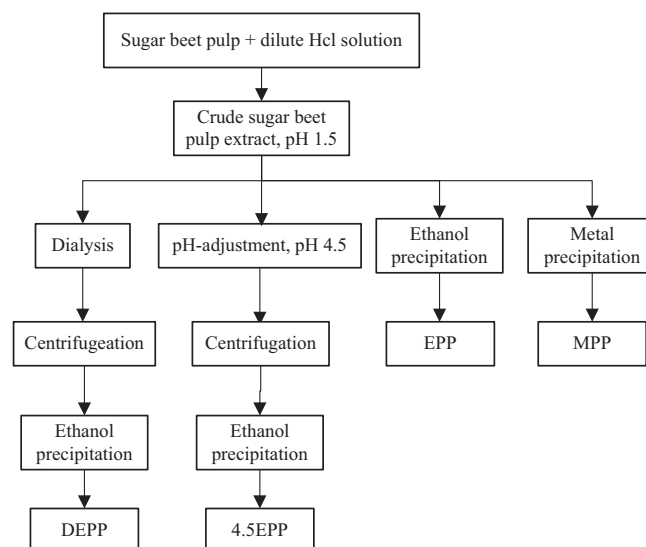 Sugar beet pulp + dilute Hcl solution
Crude sugar beet
pulp extract, pH 1.5
Dialysis
pH-adjustment, pH 4.5
Ethanol
precipitation
Metal
precipitation
Centrifugeation
Centrifugation
EPP
MPP
Ethanol
precipitation
Ethanol
precipitation
DEPP
4.5EPP